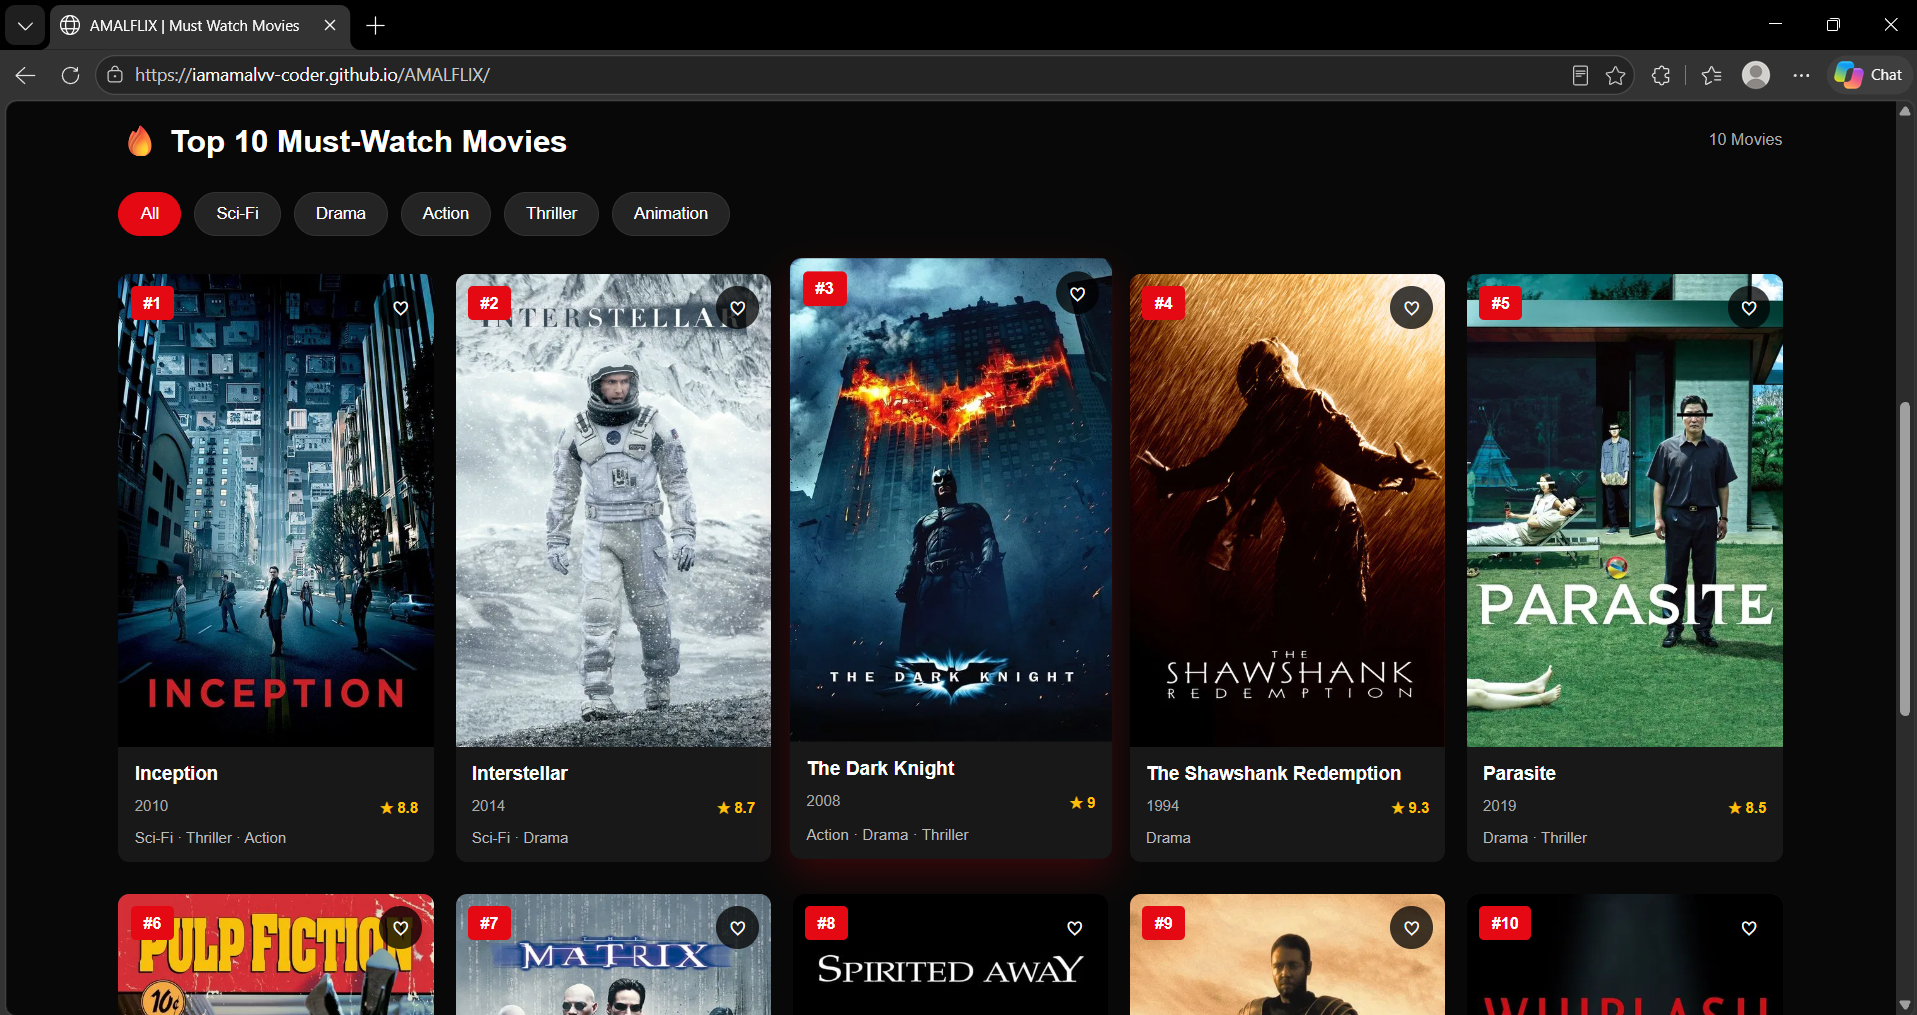 AMALFLIX | Must Watch Movies
https://iamamalvv-coder.github.io/AMALFLIX/
Chat
Top 10 Must-Watch Movies
10 Movies
All
Sci-Fi
Drama
Action
Thriller
Animation
#1
INCEPTION
Inception
2010
★ 8.8
Sci-Fi · Thriller · Action
#2
INTERSTELLAR
Interstellar
2014
★ 8.7
Sci-Fi · Drama
#3
THE DARK KNIGHT
The Dark Knight
2008
★ 9
Action · Drama · Thriller
#4
THE
SHAWSHANK
REDEMPTION
The Shawshank Redemption
1994
★ 9.3
Drama
#5
PARASITE
Parasite
2019
★ 8.5
Drama · Thriller
#6
PULP FICTION
10¢
#7
THE
MATRIX
#8
SPIRITED AWAY
#9
#10
WHIPLASH